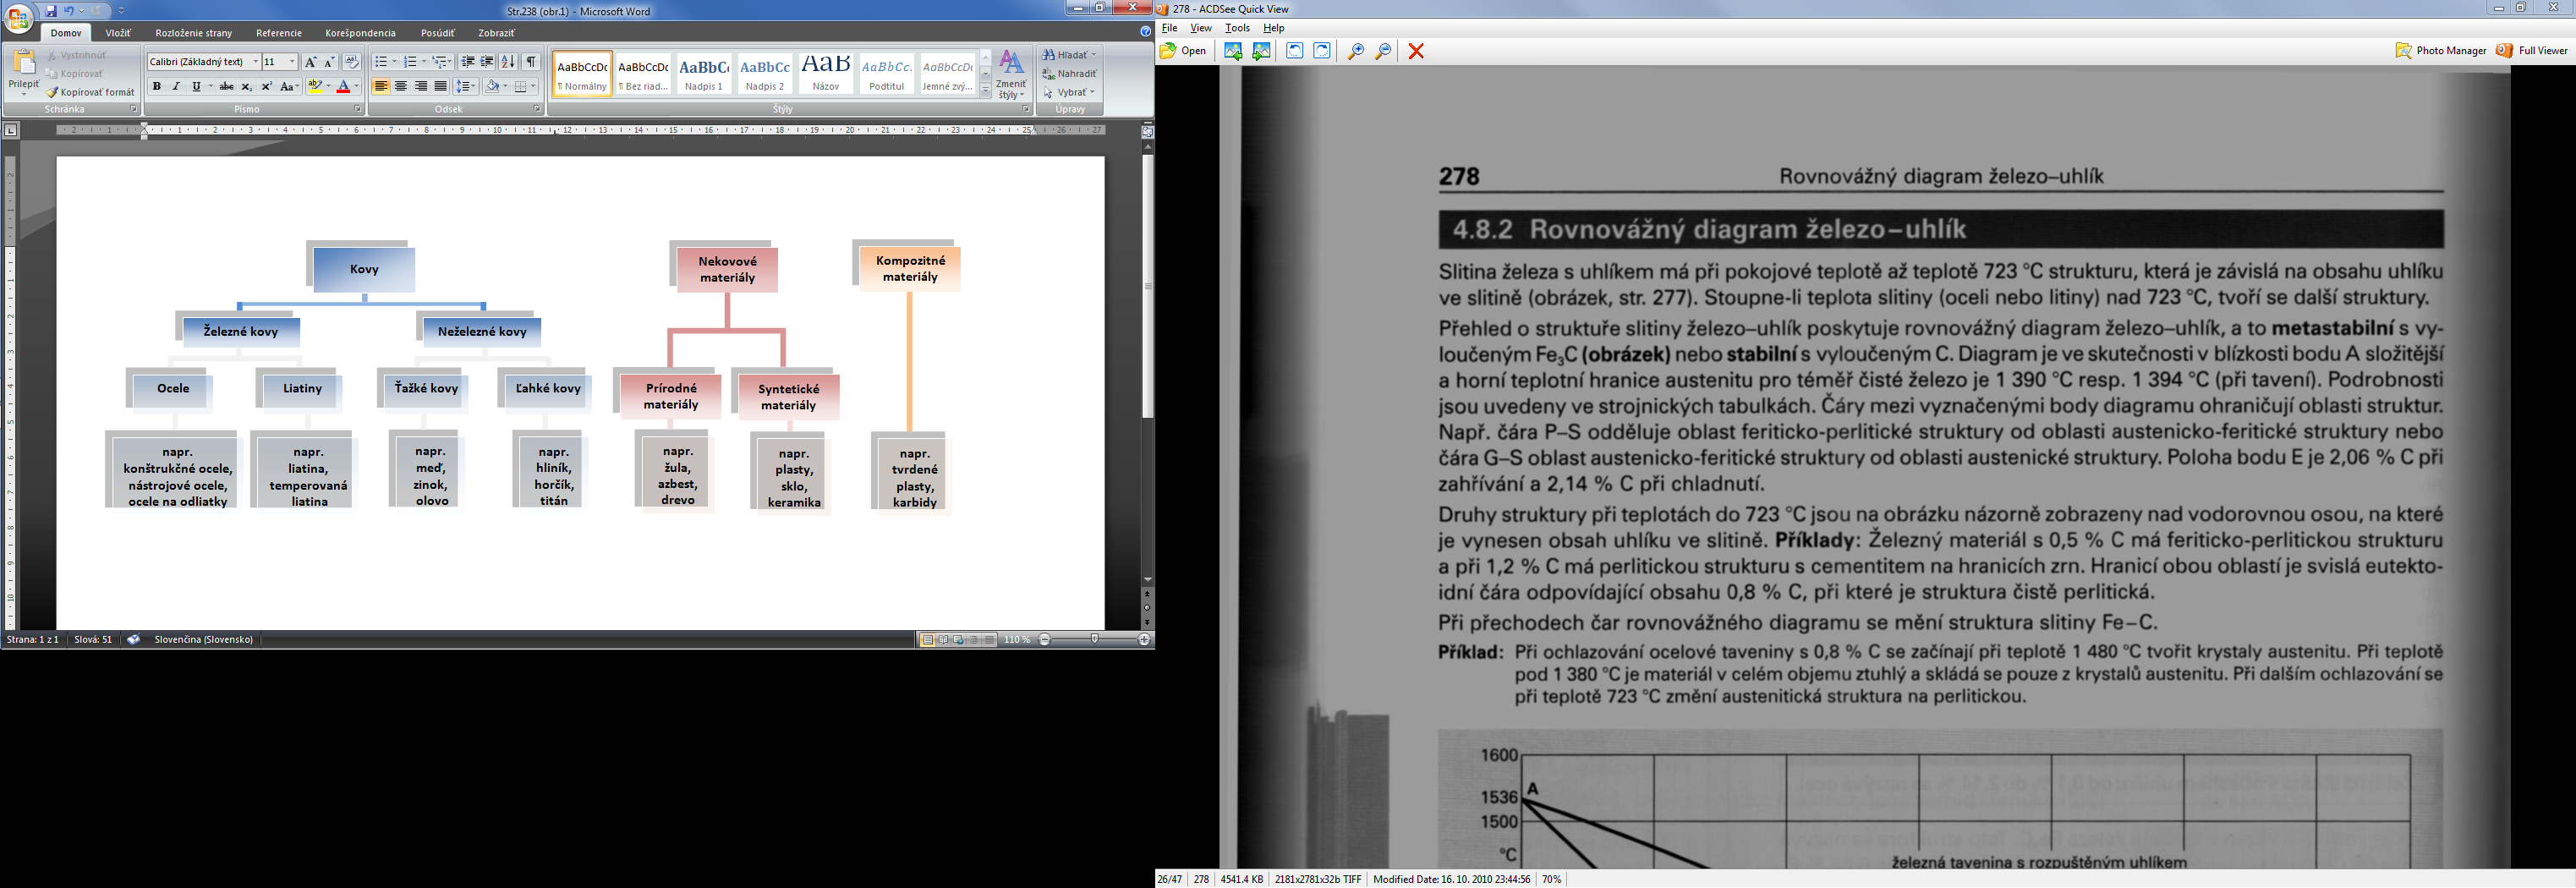 Str.238 (obr.1) - Microsoft Word
Domov Vložiť Rozloženie strany Referencie Korešpondencia Posúdiť Zobraziť
Prilepiť
Vystrihnúť
Kopírovať
Kopírovať formát
Schránka
Calibri (Základný text) 11
Písmo
Odsek
AaBbCcDc AaBbCcDc AaBbC AaBbCc AaB AaBbCc. AaBbCcDc
¶ Normálny ¶ Bez riad... Nadpis 1 Nadpis 2 Názov Podtitul Jemné zvý...
Zmeniť štýly
Štýly
Hľadať
Nahradiť
Vybrať
Úpravy
Kovy
Nekovové
materiály
Kompozitné
materiály
Železné kovy
Neželezné kovy
Ocele
Liatiny
Ťažké kovy
Ľahké kovy
Prírodné
materiály
Syntetické
materiály
napr.
konštrukčné ocele,
nástrojové ocele,
ocele na odliatky
napr.
liatina,
temperovaná
liatina
napr.
meď,
zinok,
olovo
napr.
hliník,
horčík,
titán
napr.
žula,
azbest,
drevo
napr.
plasty,
sklo,
keramika
napr.
tvrdené
plasty,
karbidy
Strana: 1 z 1 Slová: 51 Slovenčina (Slovensko) 110 %
278 - ACDSee Quick View
File View Tools Help
Open Photo Manager Full Viewer
278 Rovnovážný diagram železo–uhlík
4.8.2 Rovnovážný diagram železo–uhlík
Slitina železa s uhlíkem má při pokojové teplotě až teplotě 723 °C strukturu, která je závislá na obsahu uhlíku
ve slitině (obrázek, str. 277). Stoupne-li teplota slitiny (oceli nebo litiny) nad 723 °C, tvoří se další struktury.
Přehled o struktuře slitiny železo–uhlík poskytuje rovnovážný diagram železo–uhlík, a to metastabilní s vy-
loučeným Fe₃C (obrázek) nebo stabilní s vyloučeným C. Diagram je ve skutečnosti v blízkosti bodu A složitější
a horní teplotní hranice austenitu pro téměř čisté železo je 1 390 °C resp. 1 394 °C (při tavení). Podrobnosti
jsou uvedeny ve strojnických tabulkách. Čáry mezi vyznačenými body diagramu ohraničují oblasti struktur.
Např. čára P–S odděluje oblast feriticko-perlitické struktury od oblasti austenicko-feritické struktury nebo
čára G–S oblast austenicko-feritické struktury od oblasti austenické struktury. Poloha bodu E je 2,06 % C při
zahřívání a 2,14 % C při chladnutí.
Druhy struktury při teplotách do 723 °C jsou na obrázku názorně zobrazeny nad vodorovnou osou, na které
je vynesen obsah uhlíku ve slitině. Příklady: Železný materiál s 0,5 % C má feriticko-perlitickou strukturu
a při 1,2 % C má perlitickou strukturu s cementitem na hranicích zrn. Hranicí obou oblastí je svislá eutekto-
idní čára odpovídající obsahu 0,8 % C, při které je struktura čistě perlitická.
Při přechodech čar rovnovážného diagramu se mění struktura slitiny Fe–C.
Příklad: Při ochlazování ocelové taveniny s 0,8 % C se začínají při teplotě 1 480 °C tvořit krystaly austenitu. Při teplotě
pod 1 380 °C je materiál v celém objemu ztuhlý a skládá se pouze z krystalů austenitu. Při dalším ochlazování se
při teplotě 723 °C změní austenitická struktura na perlitickou.
1600
A
1536
1500
°C
železná tavenina s rozpuštěným uhlíkem
26/47 278 4541.4 KB 2181x2781x32b TIFF Modified Date: 16. 10. 2010 23:44:56 70%